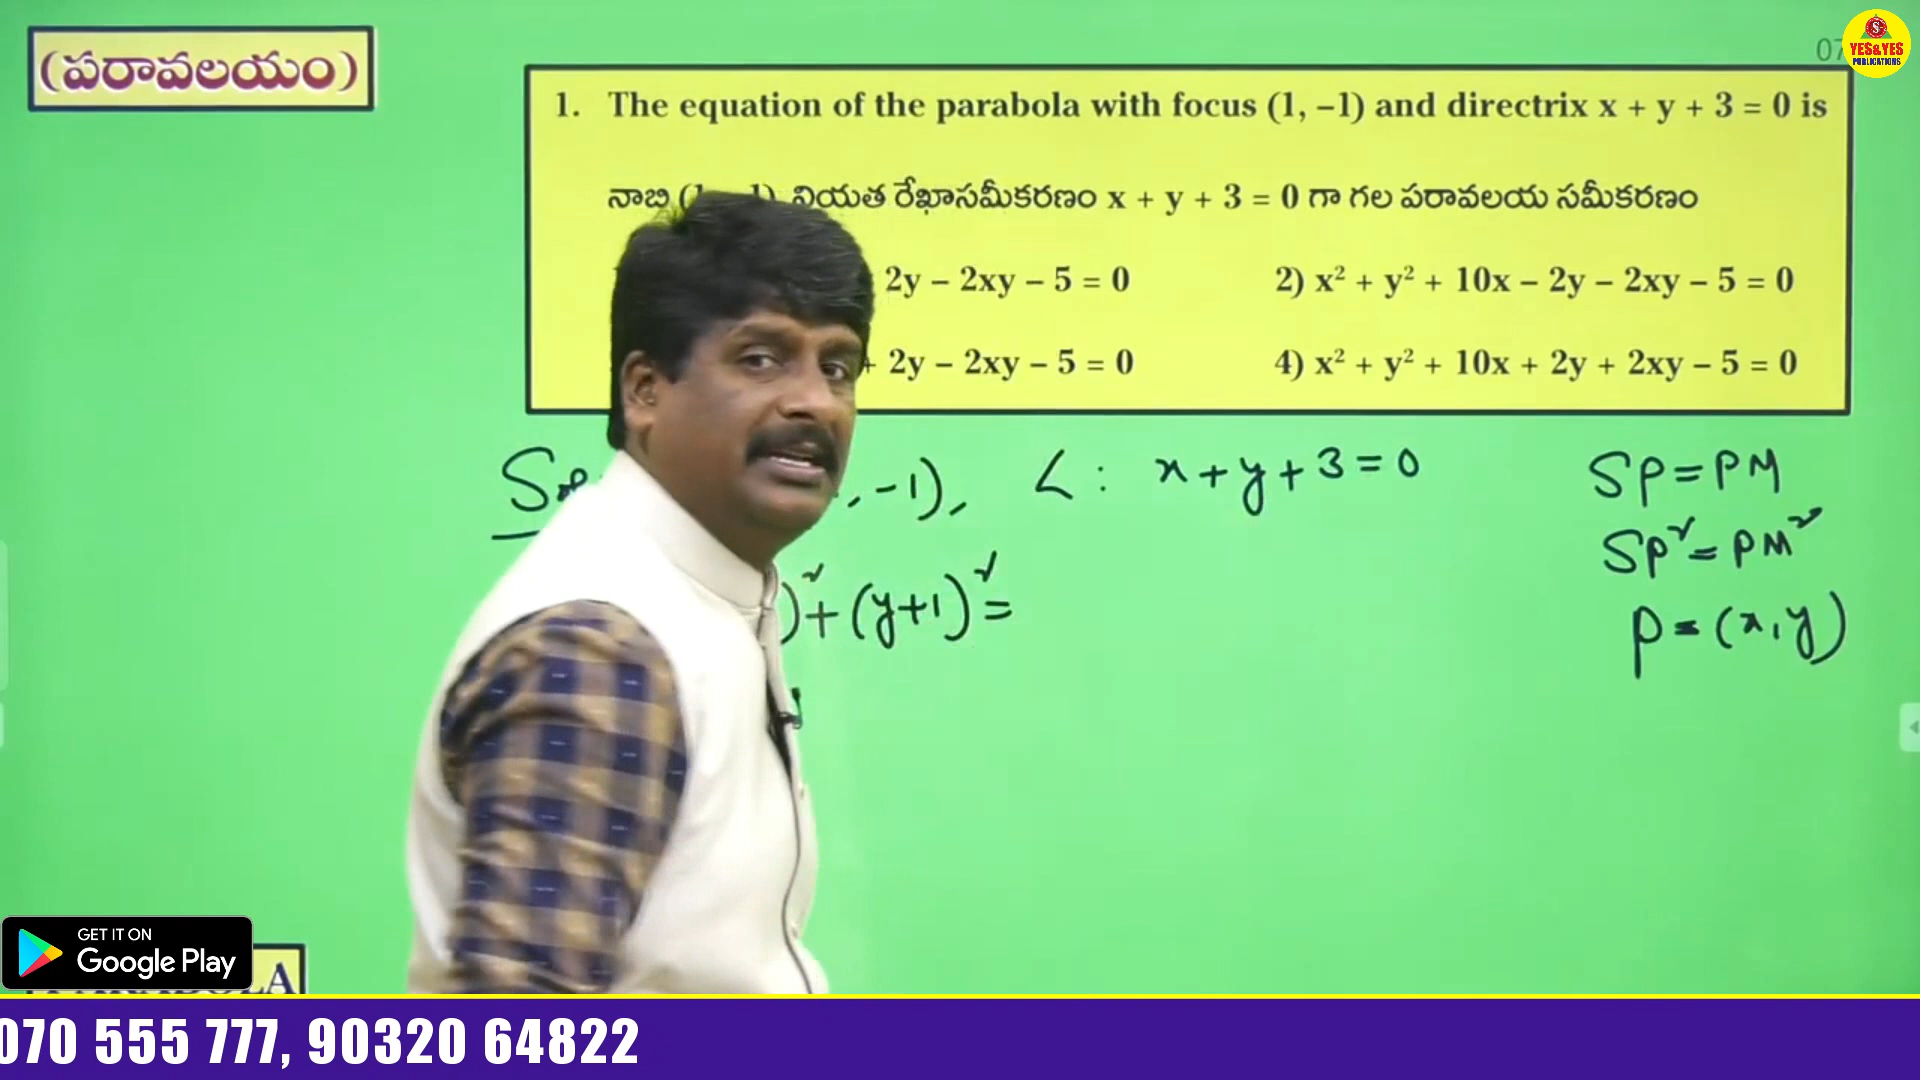 (పరావలయం)
07
YES&YES
PUBLICATIONS
1. The equation of the parabola with focus (1, −1) and directrix x + y + 3 = 0 is
నాభి నియత రేఖాసమీకరణం x + y + 3 = 0 గా గల పరావలయ సమీకరణం
2y − 2xy − 5 = 0
2) x² + y² + 10x − 2y − 2xy − 5 = 0
+ 2y − 2xy − 5 = 0
4) x² + y² + 10x + 2y + 2xy − 5 = 0
, -1), L : x + y + 3 = 0
SP = PM
SP² = PM²
)² + (y+1)² =
P = (x, y)
GET IT ON
Google Play
070 555 777, 90320 64822